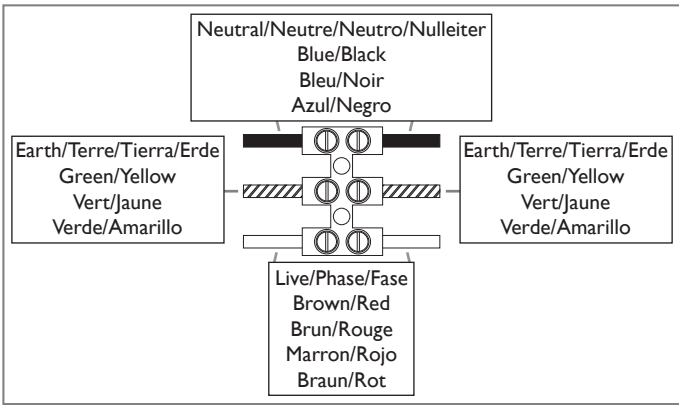 Neutral/Neutre/Neutro/Nulleiter
Blue/Black
Bleu/Noir
Azul/Negro
Earth/Terre/Tierra/Erde
Green/Yellow
Vert/Jaune
Verde/Amarillo
Earth/Terre/Tierra/Erde
Green/Yellow
Vert/Jaune
Verde/Amarillo
Live/Phase/Fase
Brown/Red
Brun/Rouge
Marron/Rojo
Braun/Rot